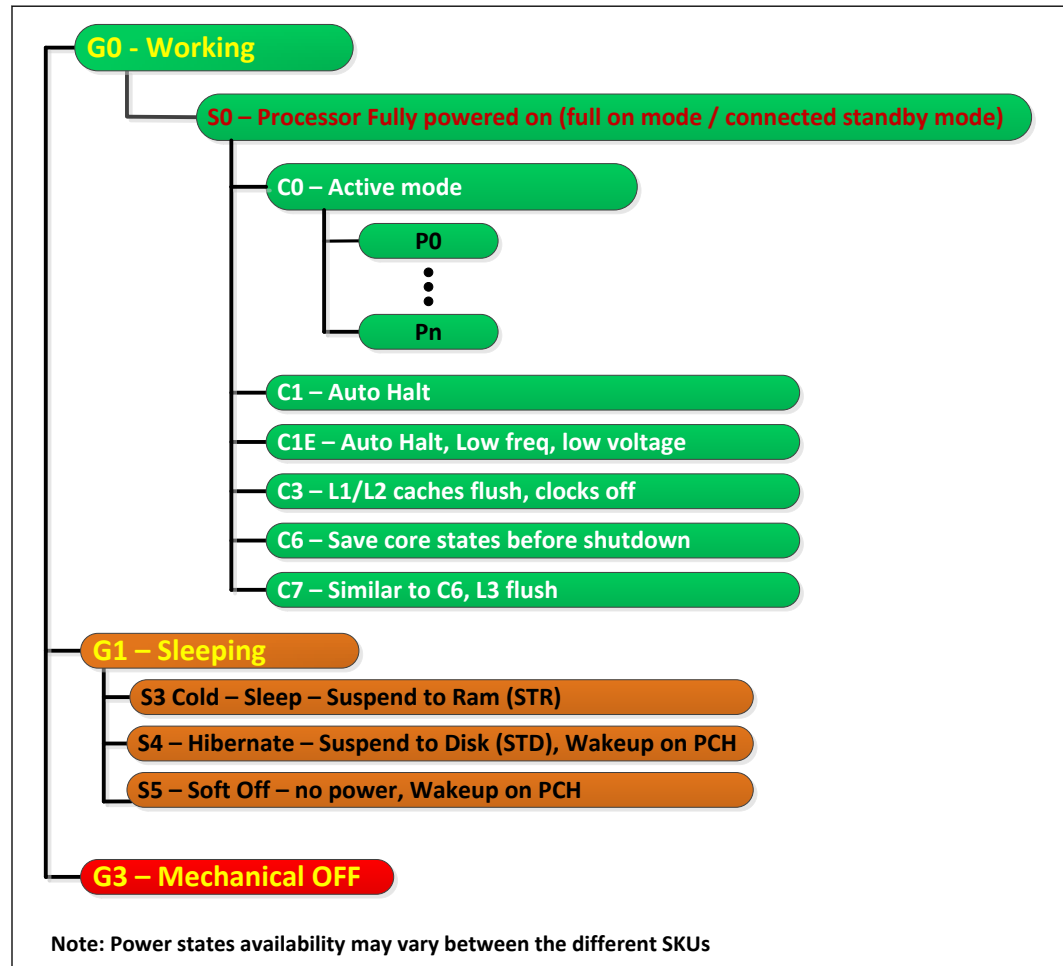 G0 - Working
S0 – Processor Fully powered on (full on mode / connected standby mode)
C0 – Active mode
P0
Pn
C1 – Auto Halt
C1E – Auto Halt, Low freq, low voltage
C3 – L1/L2 caches flush, clocks off
C6 – Save core states before shutdown
C7 – Similar to C6, L3 flush
G1 – Sleeping
S3 Cold – Sleep – Suspend to Ram (STR)
S4 – Hibernate – Suspend to Disk (STD), Wakeup on PCH
S5 – Soft Off – no power, Wakeup on PCH
G3 – Mechanical OFF
Note: Power states availability may vary between the different SKUs